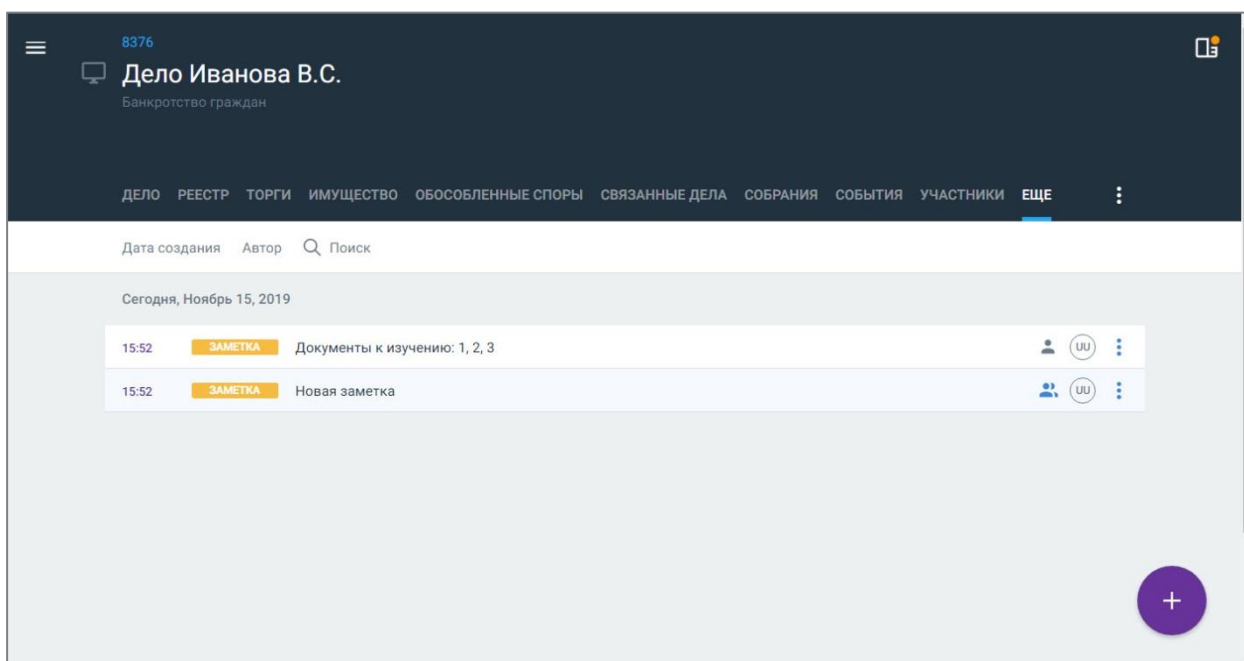 8376
Дело Иванова В.С.
Банкротство граждан
ДЕЛО РЕЕСТР ТОРГИ ИМУЩЕСТВО ОБОСОБЛЕННЫЕ СПОРЫ СВЯЗАННЫЕ ДЕЛА СОБРАНИЯ СОБЫТИЯ УЧАСТНИКИ ЕЩЕ
Дата создания Автор Поиск
Сегодня, Ноябрь 15, 2019
15:52 ЗАМЕТКА Документы к изучению: 1, 2, 3 UU
15:52 ЗАМЕТКА Новая заметка UU